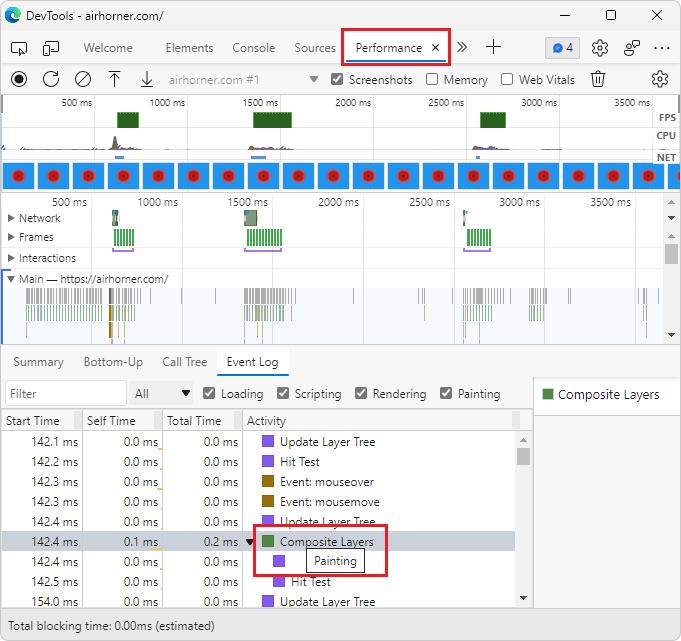 DevTools - airhorner.com/
Welcome Elements Console Sources Performance 4
airhorner.com #1 Screenshots Memory Web Vitals
500 ms 1000 ms 1500 ms 2000 ms 2500 ms 3000 ms 3500 ms
FPS
CPU
NET
500 ms 1000 ms 1500 ms 2000 ms 2500 ms 3000 ms 3500 ms
Network
Frames
Interactions
Main — https://airhorner.com/
Summary Bottom-Up Call Tree Event Log
Filter All Loading Scripting Rendering Painting
Composite Layers
Start Time Self Time Total Time Activity
142.1 ms 0.0 ms 0.0 ms Update Layer Tree
142.2 ms 0.0 ms 0.0 ms Hit Test
142.3 ms 0.0 ms 0.0 ms Event: mouseover
142.3 ms 0.0 ms 0.0 ms Event: mousemove
142.4 ms 0.0 ms 0.0 ms Update Layer Tree
142.4 ms 0.1 ms 0.2 ms Composite Layers
142.4 ms 0.0 ms 0.0 ms Painting
142.5 ms 0.0 ms 0.0 ms Hit Test
154.0 ms 0.0 ms 0.0 ms Update Layer Tree
Total blocking time: 0.00ms (estimated)